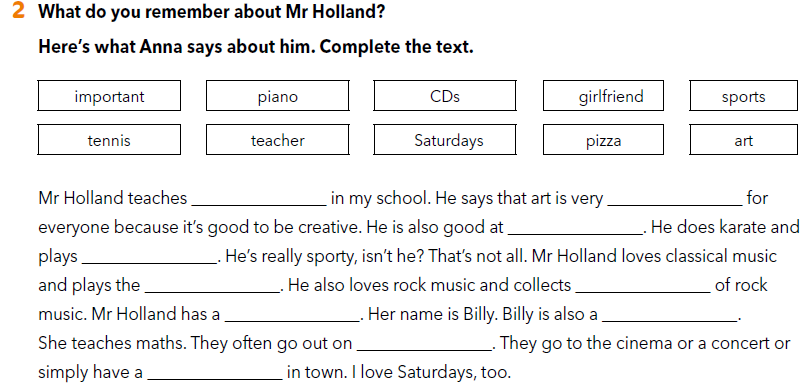 2 What do you remember about Mr Holland?
Here's what Anna says about him. Complete the text.
important piano CDs girlfriend sports
tennis teacher Saturdays pizza art
Mr Holland teaches ______________ in my school. He says that art is very ______________ for
everyone because it's good to be creative. He is also good at ______________. He does karate and
plays ______________. He's really sporty, isn't he? That's not all. Mr Holland loves classical music
and plays the ______________. He also loves rock music and collects ______________ of rock
music. Mr Holland has a ______________. Her name is Billy. Billy is also a ______________.
She teaches maths. They often go out on ______________. They go to the cinema or a concert or
simply have a ______________ in town. I love Saturdays, too.